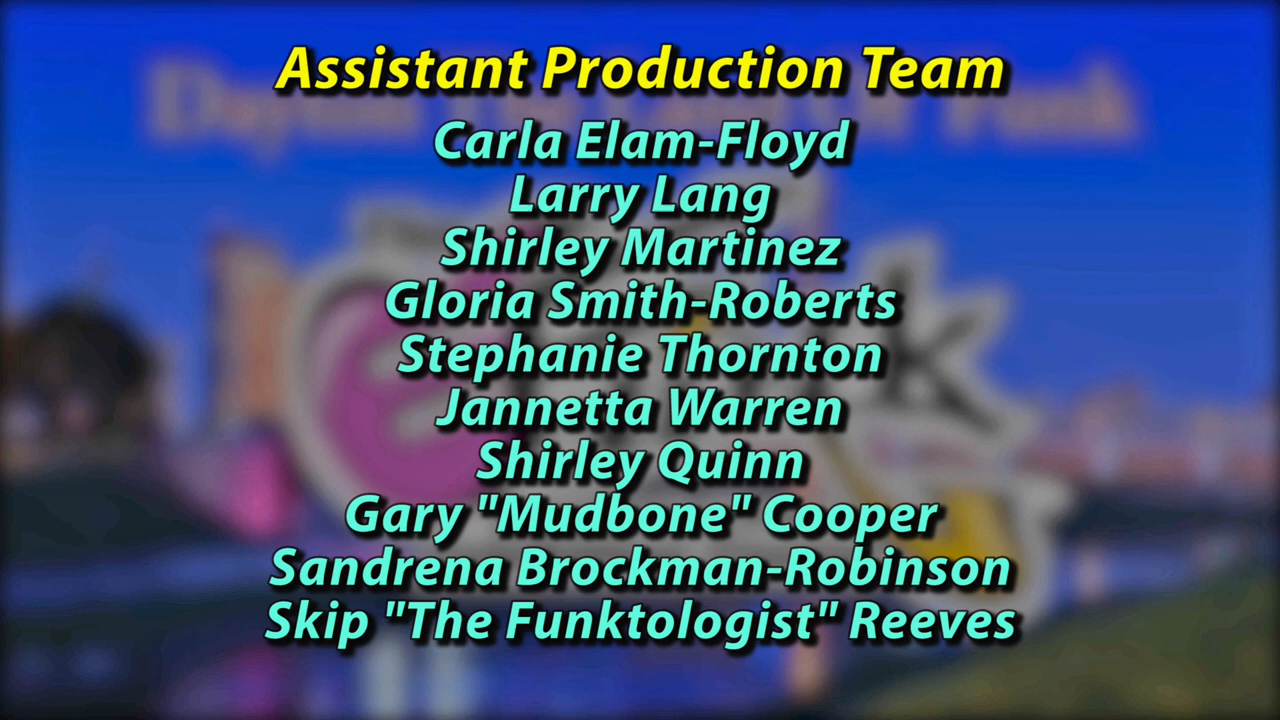 Assistant Production Team
Carla Elam-Floyd
Larry Lang
Shirley Martinez
Gloria Smith-Roberts
Stephanie Thornton
Jannetta Warren
Shirley Quinn
Gary "Mudbone" Cooper
Sandrena Brockman-Robinson
Skip "The Funktologist" Reeves